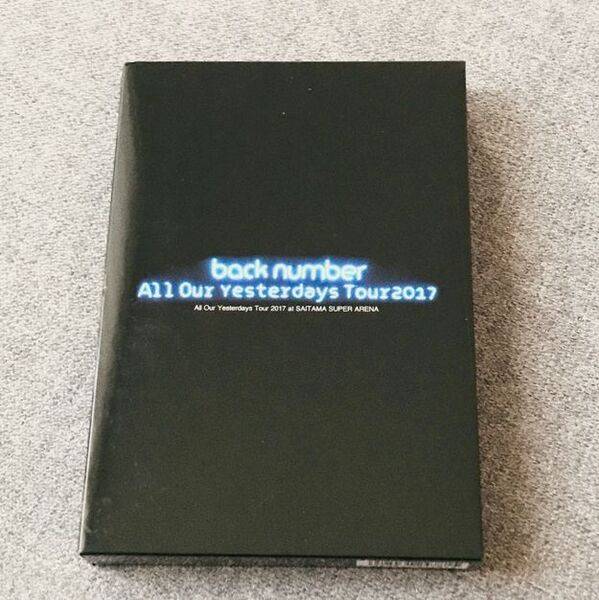 back number
All Our Yesterdays Tour2017
All Our Yesterdays Tour 2017 at SAITAMA SUPER ARENA